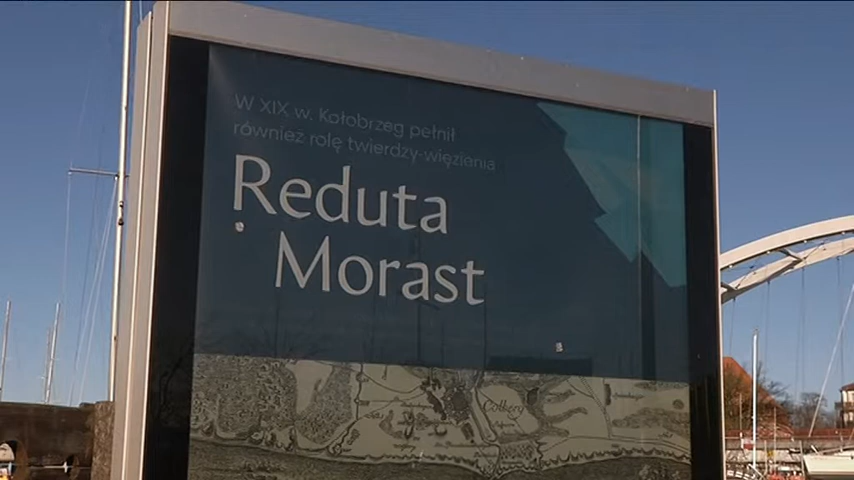 W XIX w. Kołobrzeg pełnił
również rolę twierdzy-więzienia
Reduta
Morast
Colberg